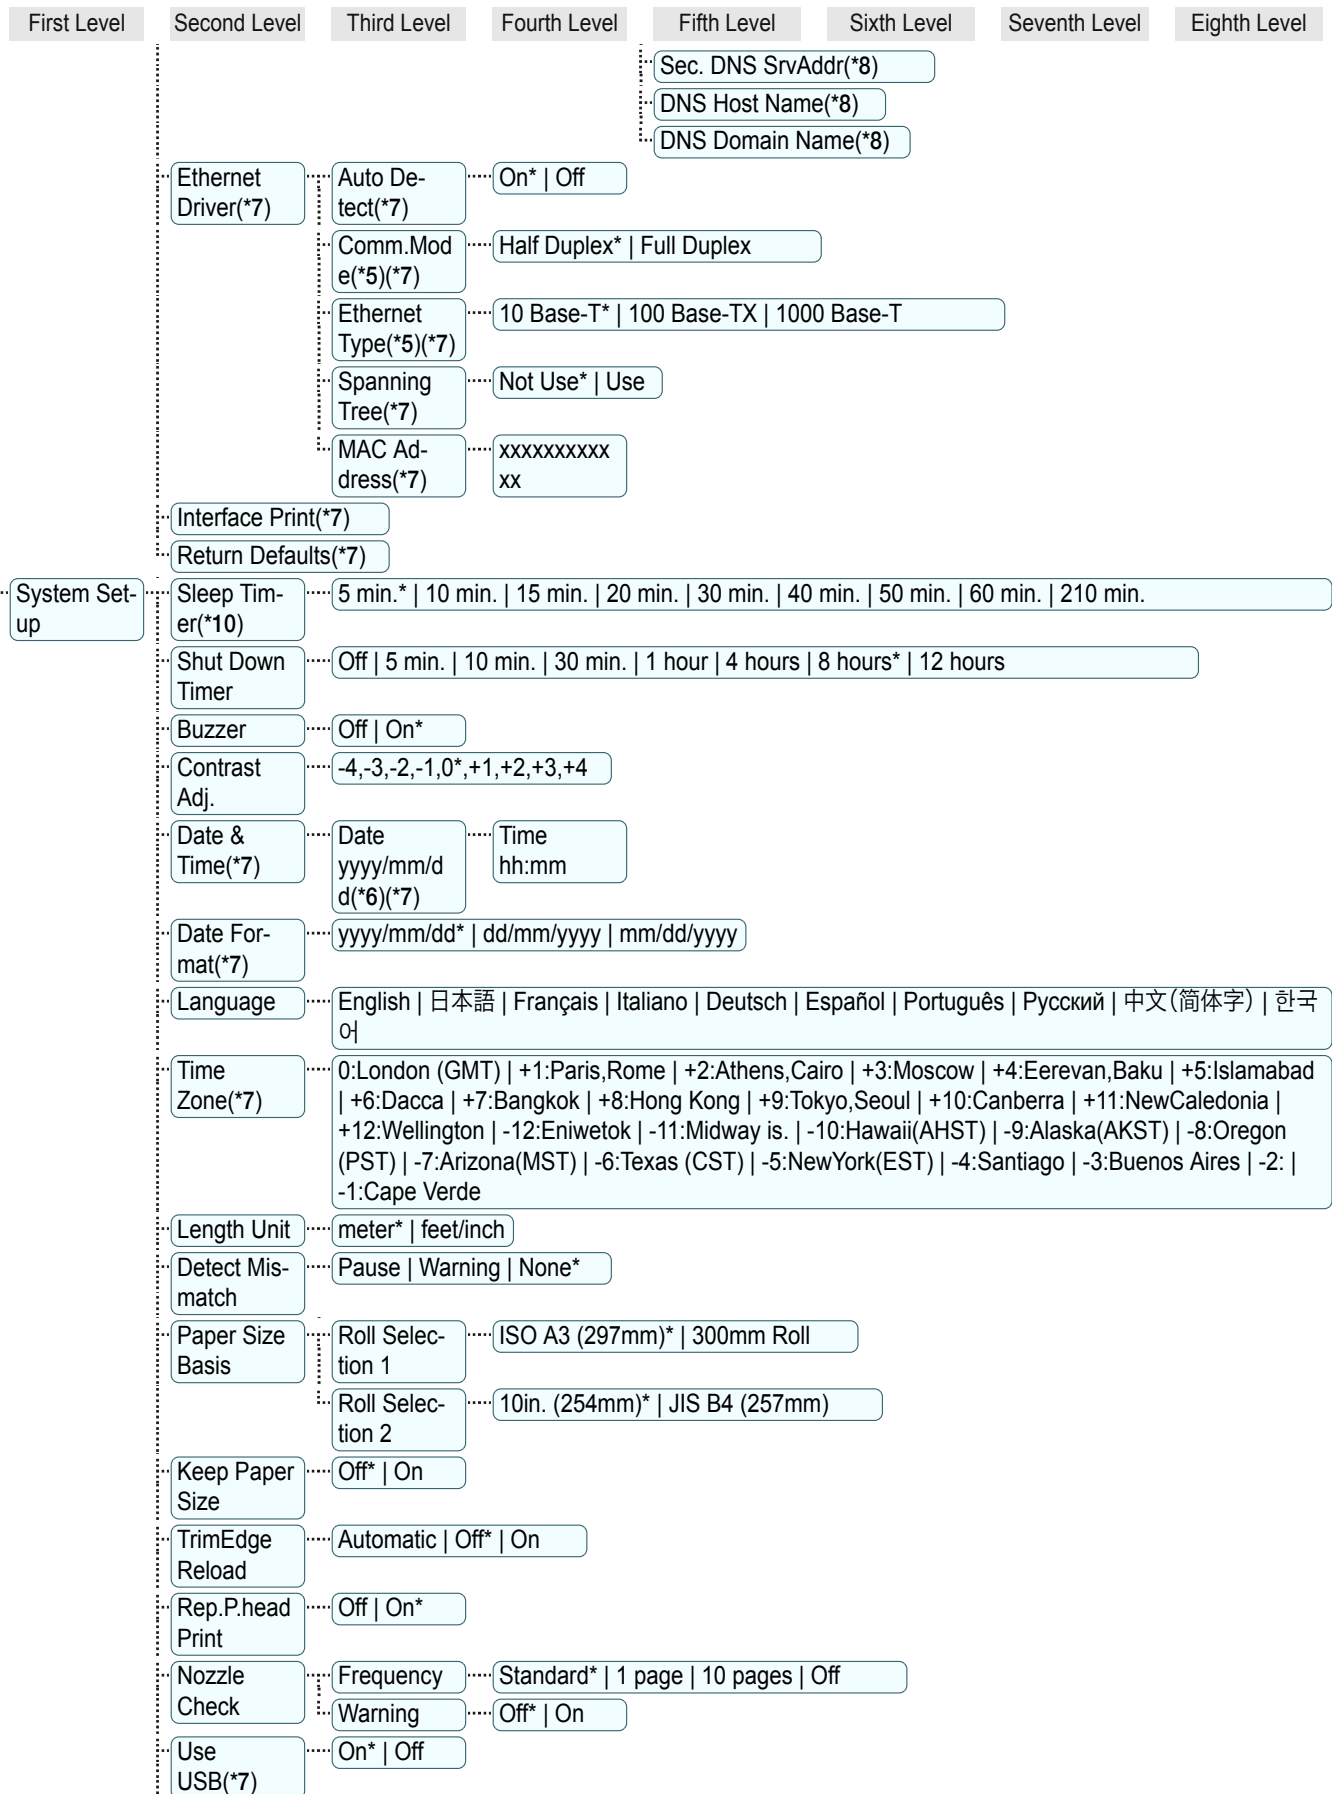 First Level Second Level Third Level Fourth Level Fifth Level Sixth Level Seventh Level Eighth Level
Sec. DNS SrvAddr(*8)
DNS Host Name(*8)
DNS Domain Name(*8)
Ethernet
Driver(*7)
Auto De-
tect(*7)
On* | Off
Comm.Mod
e(*5)(*7)
Half Duplex* | Full Duplex
Ethernet
Type(*5)(*7)
10 Base-T* | 100 Base-TX | 1000 Base-T
Spanning
Tree(*7)
Not Use* | Use
MAC Ad-
dress(*7)
xxxxxxxxxx
xx
Interface Print(*7)
Return Defaults(*7)
System Set-
up
Sleep Tim-
er(*10)
5 min.* | 10 min. | 15 min. | 20 min. | 30 min. | 40 min. | 50 min. | 60 min. | 210 min.
Shut Down
Timer
Off | 5 min. | 10 min. | 30 min. | 1 hour | 4 hours | 8 hours* | 12 hours
Buzzer
Off | On*
Contrast
Adj.
-4,-3,-2,-1,0*,+1,+2,+3,+4
Date &
Time(*7)
Date
yyyy/mm/d
d(*6)(*7)
Time
hh:mm
Date For-
mat(*7)
yyyy/mm/dd* | dd/mm/yyyy | mm/dd/yyyy
Language
English | 日本語 | Français | Italiano | Deutsch | Español | Português | Русский | 中文（简体字） | 한국
어
Time
Zone(*7)
0:London (GMT) | +1:Paris,Rome | +2:Athens,Cairo | +3:Moscow | +4:Eerevan,Baku | +5:Islamabad
| +6:Dacca | +7:Bangkok | +8:Hong Kong | +9:Tokyo,Seoul | +10:Canberra | +11:NewCaledonia |
+12:Wellington | -12:Eniwetok | -11:Midway is. | -10:Hawaii(AHST) | -9:Alaska(AKST) | -8:Oregon
(PST) | -7:Arizona(MST) | -6:Texas (CST) | -5:NewYork(EST) | -4:Santiago | -3:Buenos Aires | -2: |
-1:Cape Verde
Length Unit
meter* | feet/inch
Detect Mis-
match
Pause | Warning | None*
Paper Size
Basis
Roll Selec-
tion 1
ISO A3 (297mm)* | 300mm Roll
Roll Selec-
tion 2
10in. (254mm)* | JIS B4 (257mm)
Keep Paper
Size
Off* | On
TrimEdge
Reload
Automatic | Off* | On
Rep.P.head
Print
Off | On*
Nozzle
Check
Frequency
Standard* | 1 page | 10 pages | Off
Warning
Off* | On
Use
USB(*7)
On* | Off